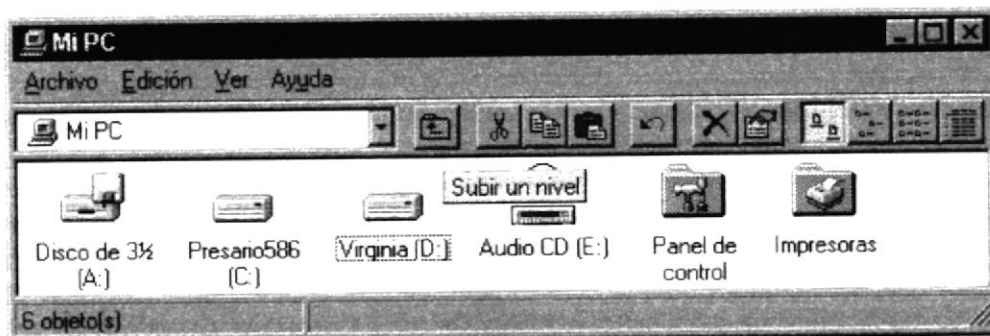 Mi PC
Archivo Edición Ver Ayuda
Mi PC
Subir un nivel
Disco de 3½ (A:)
Presario586 (C:)
Virginia (D:)
Audio CD (E:)
Panel de control
Impresoras
6 objeto(s)